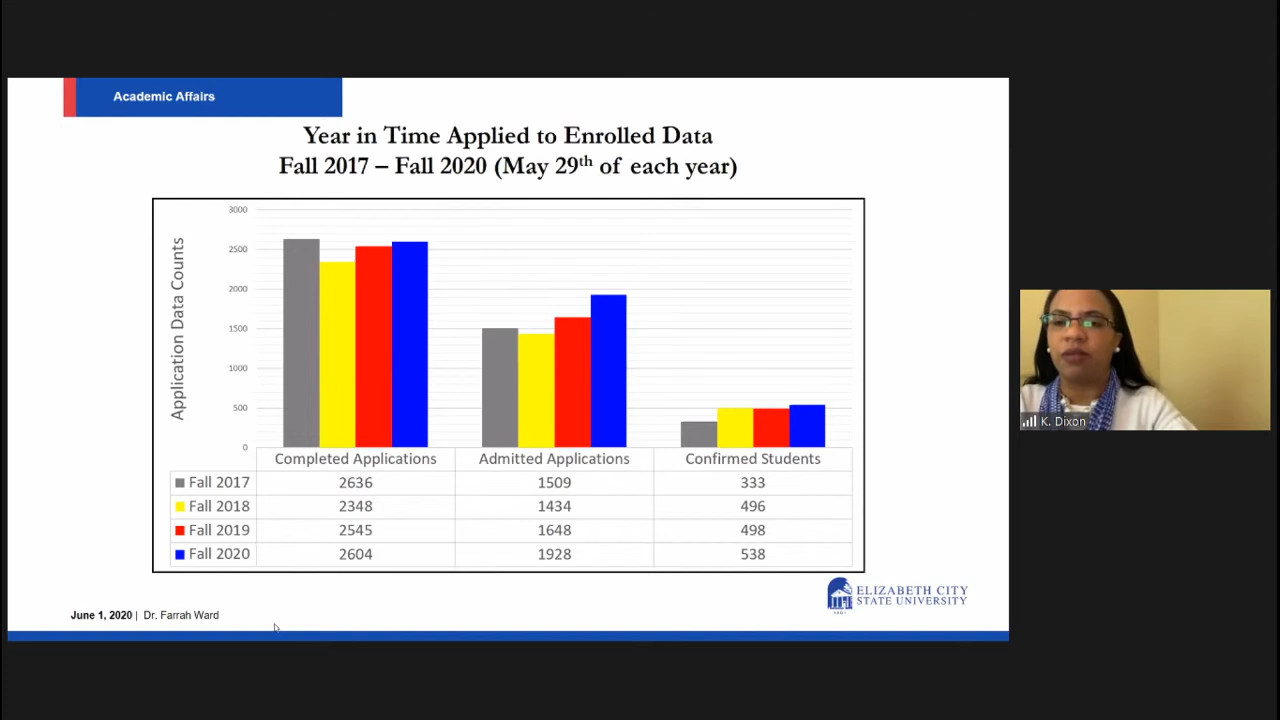 Academic Affairs
Year in Time Applied to Enrolled Data
Fall 2017 – Fall 2020 (May 29th of each year)
Application Data Counts
3000
2500
2000
1500
1000
500
0
Completed Applications Admitted Applications Confirmed Students
Fall 2017 2636 1509 333
Fall 2018 2348 1434 496
Fall 2019 2545 1648 498
Fall 2020 2604 1928 538
K. Dixon
ELIZABETH CITY
STATE UNIVERSITY
June 1, 2020 | Dr. Farrah Ward